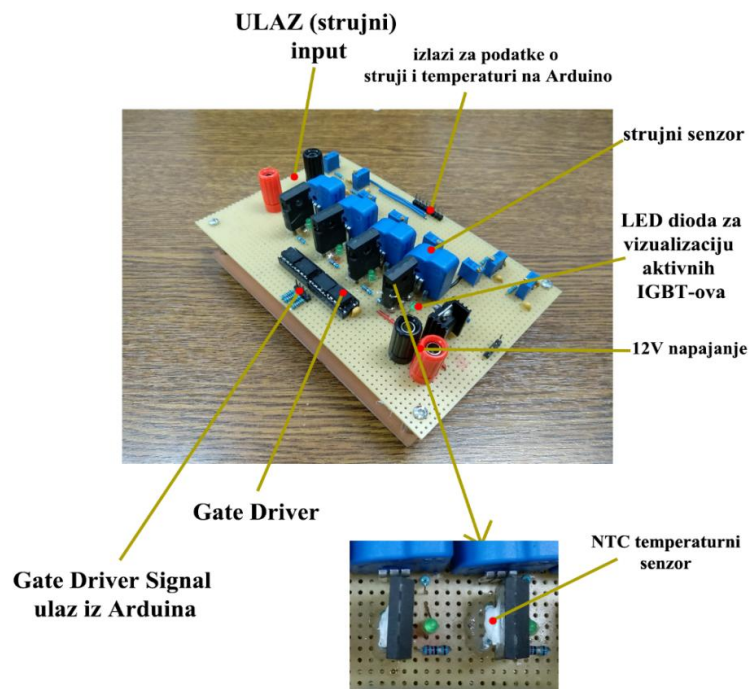 ULAZ (strujni)
input
izlazi za podatke o
struji i temperaturi na Arduino
strujni senzor
LED dioda za
vizualizaciju
aktivnih
IGBT-ova
12V napajanje
Gate Driver
NTC temperaturni
senzor
Gate Driver Signal
ulaz iz Arduina